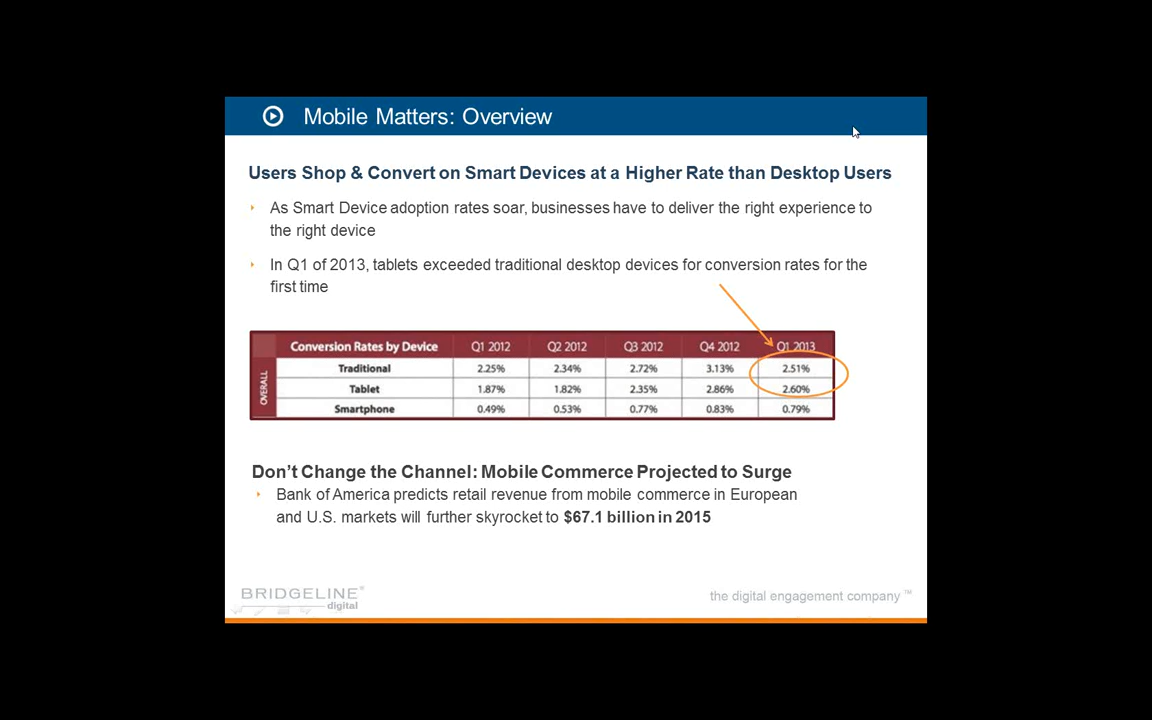 Mobile Matters: Overview
Users Shop & Convert on Smart Devices at a Higher Rate than Desktop Users
As Smart Device adoption rates soar, businesses have to deliver the right experience to
the right device
In Q1 of 2013, tablets exceeded traditional desktop devices for conversion rates for the
first time
OVERALL
Conversion Rates by Device Q1 2012 Q2 2012 Q3 2012 Q4 2012 Q1 2013
Traditional 2.25% 2.34% 2.72% 3.13% 2.51%
Tablet 1.87% 1.82% 2.35% 2.86% 2.60%
Smartphone 0.49% 0.53% 0.77% 0.83% 0.79%
Don't Change the Channel: Mobile Commerce Projected to Surge
Bank of America predicts retail revenue from mobile commerce in European
and U.S. markets will further skyrocket to $67.1 billion in 2015
BRIDGELINE®
digital
the digital engagement company ™